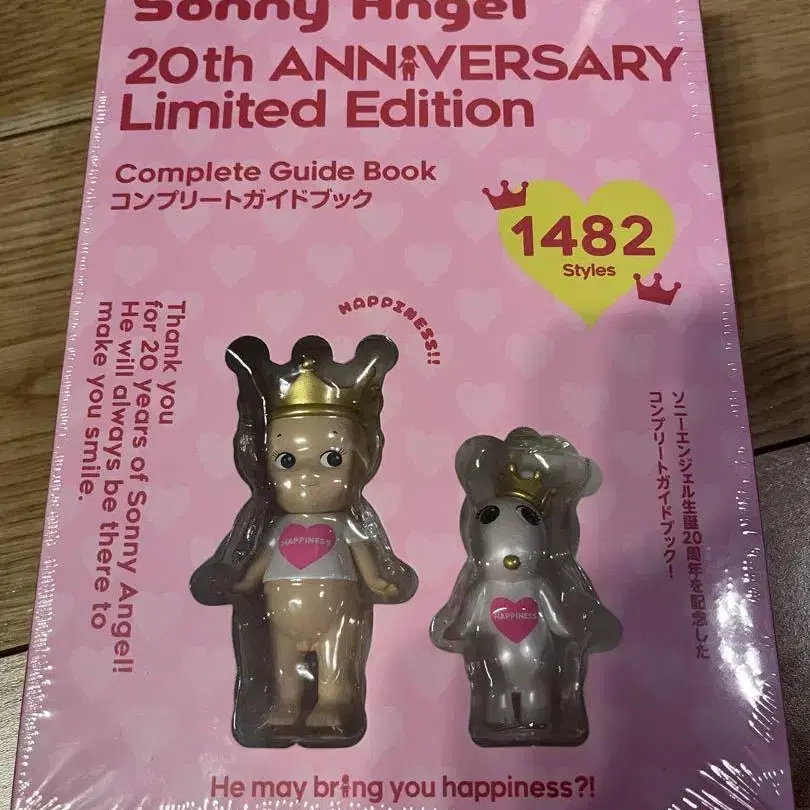 Sonny Angel
20th ANNIVERSARY
Limited Edition
Complete Guide Book
コンプリートガイドブック
1482
Styles
HAPPINESS!!
Thank you
for 20 years of Sonny Angel!
He will always be there to
make you smile.
ソニーエンジェル生誕20周年を記念した
コンプリートガイドブック!
HAPPINESS
HAPPINESS
He may bring you happiness?!